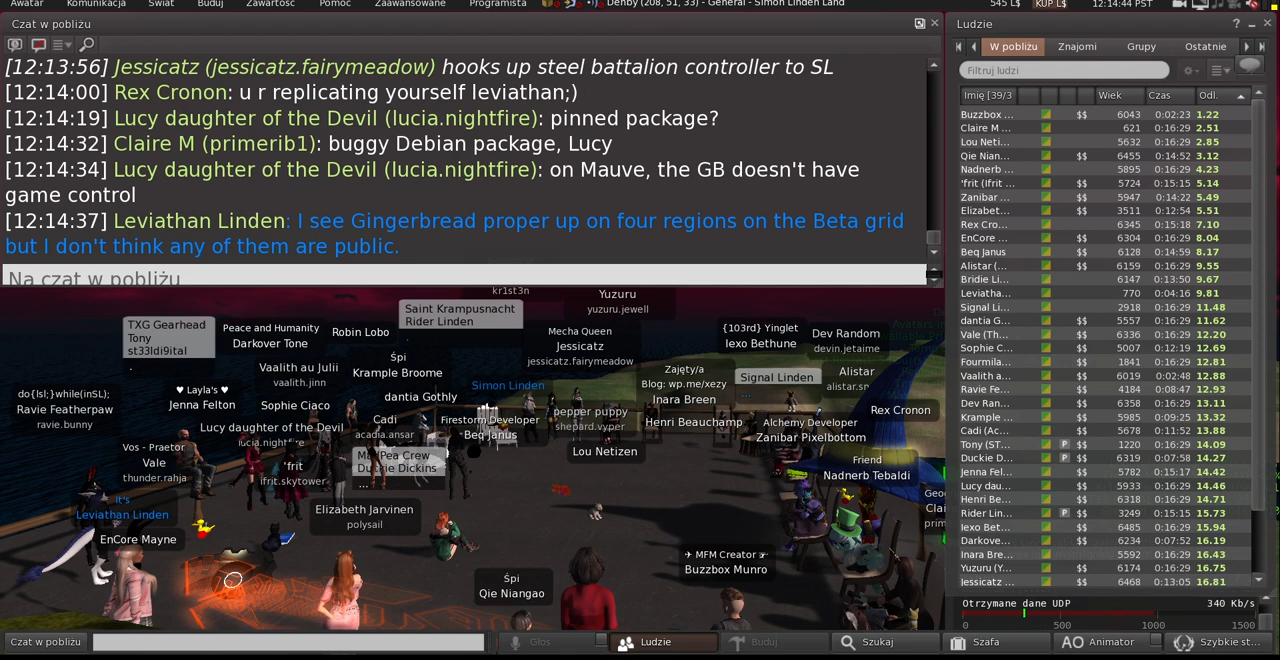 Awatar Komunikacja Świat Buduj Zawartość Pomoc Zaawansowane Programista Denby (208, 51, 33) - General - Simon Linden Land 545 L$ KUP L$ 12:14:44 PST
Czat w pobliżu
[12:13:56] Jessicatz (jessicatz.fairymeadow) hooks up steel battalion controller to SL
[12:14:00] Rex Cronon: u r replicating yourself leviathan;)
[12:14:19] Lucy daughter of the Devil (lucia.nightfire): pinned package?
[12:14:32] Claire M (primerib1): buggy Debian package, Lucy
[12:14:34] Lucy daughter of the Devil (lucia.nightfire): on Mauve, the GB doesn't have
game control
[12:14:37] Leviathan Linden: I see Gingerbread proper up on four regions on the Beta grid
but I don't think any of them are public.
Na czat w pobliżu
kr1st3n
Yuzuru
yuzuru.jewell
Saint Krampusnacht
Rider Linden
TXG Gearhead
Tony
st33ldi9ital
.
Peace and Humanity
Darkover Tone
Robin Lobo
Mecha Queen
Jessicatz
jessicatz.fairymeadow
{103rd} Yinglet
Iexo Bethune
Dev Random
devin.jetaime
Vaalith au Julii
vaalith.jinn
Śpi
Krample Broome
Zajęty/a
Blog: wp.me/xezy
Inara Breen
Signal Linden
...
Alistar
alistar.sn
do{lsl;}while(inSL);
Ravie Featherpaw
ravie.bunny
♥ Layla's ♥
Jenna Felton
Sophie Ciaco
dantia Gothly
Simon Linden
Cadi
acadia.ansar
Firestorm Developer
Beq Janus
pepper puppy
shepard.vyper
Henri Beauchamp
Alchemy Developer
Zanibar Pixelbottom
Rex Cronon
Lucy daughter of the Devil
lucia.nightfire
Vos - Praetor
Vale
thunder.rahja
'frit
ifrit.skytower
Duckie Dickins
...
Lou Netizen
Friend
Nadnerb Tebaldi
It's
Leviathan Linden
EnCore Mayne
Elizabeth Jarvinen
polysail
Śpi
Qie Niangao
✈ MFM Creator
Buzzbox Munro
Ludzie
W pobliżu Znajomi Grupy Ostatnie
Filtruj ludzi
Imię [39/3 Wiek Czas Odl.
Buzzbox ... $$ 6043 0:02:23 1.22
Claire M ... 621 0:16:29 2.51
Lou Neti... 5632 0:16:29 2.85
Qie Nian... $$ 6455 0:14:52 3.12
Nadnerb ... 5895 0:16:29 4.23
'frit (Ifrit ... $$ 5724 0:15:15 5.14
Zanibar ... $$ 5947 0:14:22 5.49
Elizabet... $$ 3511 0:12:54 5.51
Rex Cro... 6345 0:15:18 7.10
EnCore ... $$ 6304 0:16:29 8.04
Beq Janus $$ 6128 0:14:59 8.17
Alistar (... $$ 6159 0:16:29 9.55
Bridie Li... 6147 0:13:50 9.67
Leviatha... 770 0:04:16 9.81
Signal Li... 2918 0:16:29 11.48
dantia G... $$ 5557 0:16:29 11.62
Vale (Th... $$ 6336 0:16:29 12.20
Sophie C... $$ 5007 0:12:19 12.69
Fourmila... $$ 1841 0:16:29 12.81
Vaalith a... $$ 6019 0:02:48 12.88
Ravie Fe... $$ 4184 0:08:47 12.93
Dev Ran... $$ 6358 0:16:29 13.11
Krample ... $$ 5985 0:09:25 13.32
Cadi (Ac... $$ 5678 0:11:52 13.88
Tony (ST... P $$ 1220 0:16:29 14.09
Duckie D... P $$ 6319 0:07:58 14.27
Jenna Fel... $$ 5782 0:15:17 14.42
Lucy dau... $$ 5933 0:16:29 14.46
Henri Be... $$ 6318 0:16:29 14.71
Rider Lin... P $$ 3249 0:15:15 15.73
Iexo Bet... $$ 6485 0:16:29 15.94
Darkove... $$ 6234 0:07:52 16.19
Inara Bre... 5592 0:16:29 16.43
Yuzuru (Y... $$ 6174 0:16:29 16.75
Jessicatz ... $$ 6468 0:13:05 16.81
Otrzymane dane UDP 340 Kb/s
0 500 1000 1500
Czat w pobliżu Głos Ludzie Buduj Szukaj Szafa AO Animator Szybkie st...